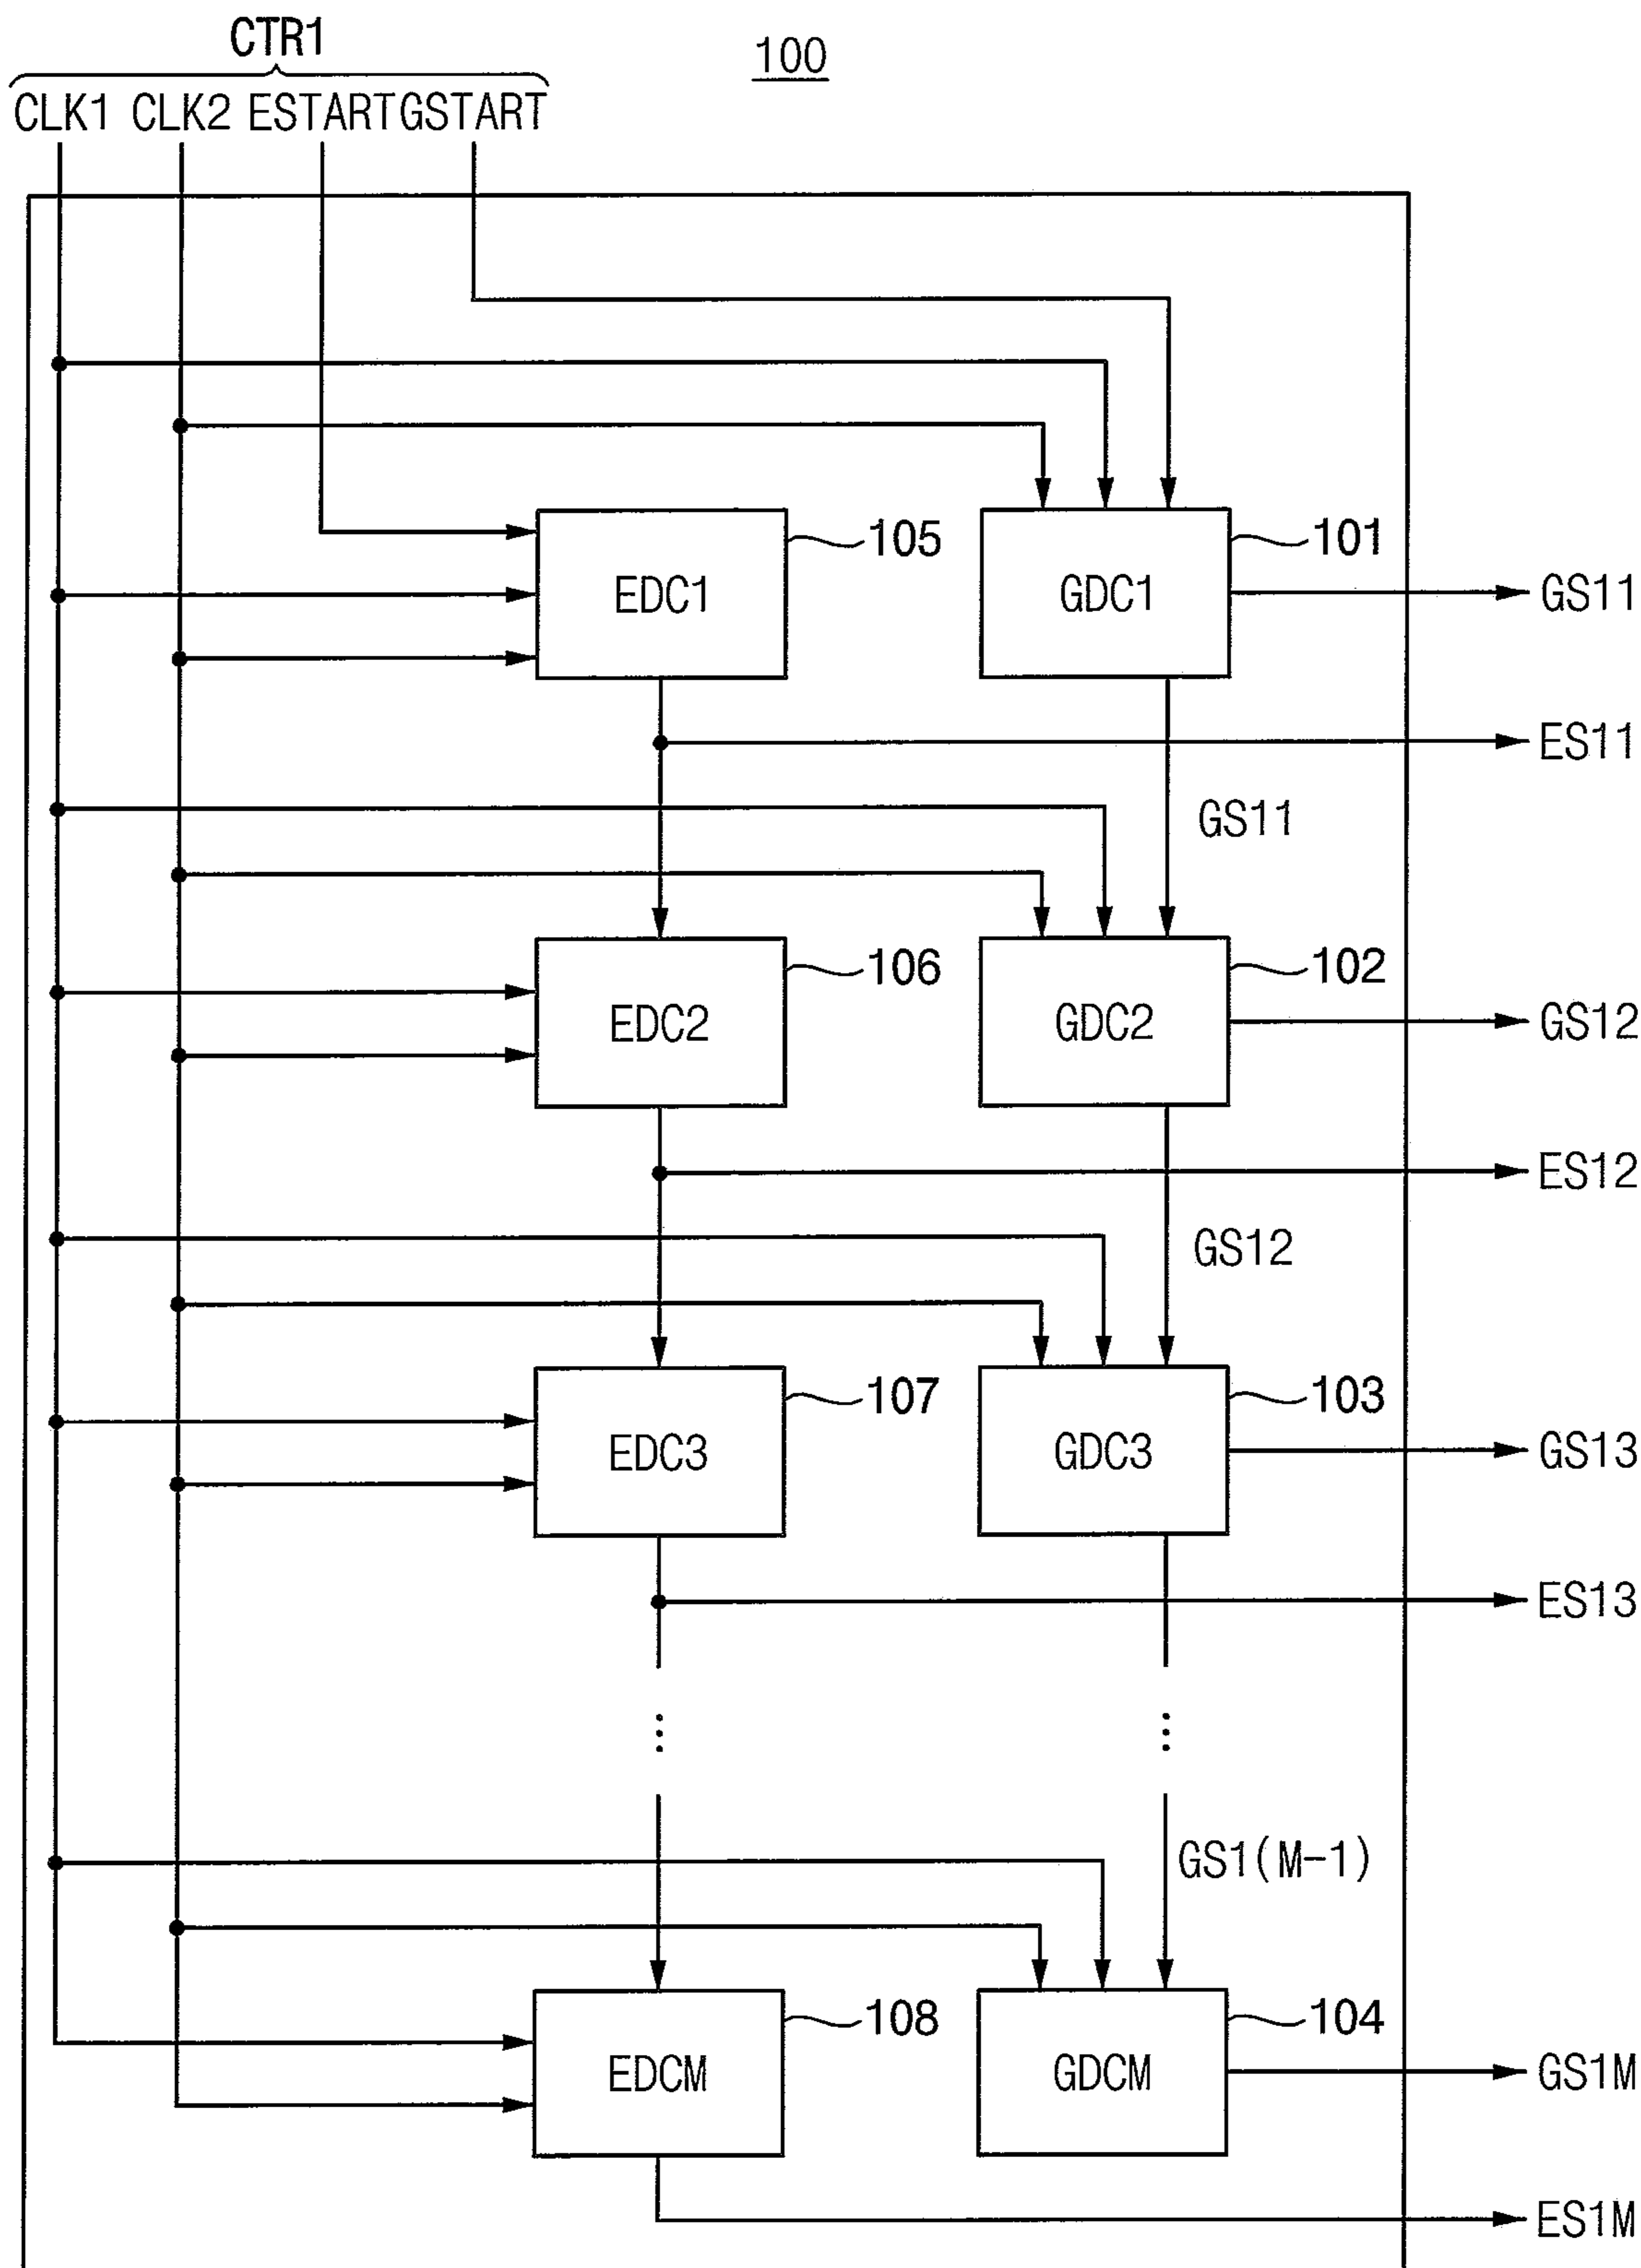 CTR1
100
CLK1 CLK2 ESTART GSTART
105
101
EDC1
GDC1
GS11
ES11
GS11
106
102
EDC2
GDC2
GS12
ES12
GS12
107
103
EDC3
GDC3
GS13
ES13
GS1(M-1)
108
104
EDCM
GDCM
GS1M
ES1M